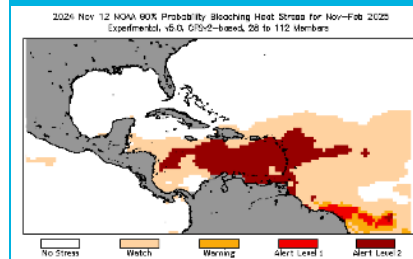 2024 Nov 12 NOAA 60% Probability Bleaching Heat Stress for Nov-Feb 2025
Experimental, v5.0, CFSv2-based, 28 to 112 Members
No Stress Watch Warning Alert Level 1 Alert Level 2